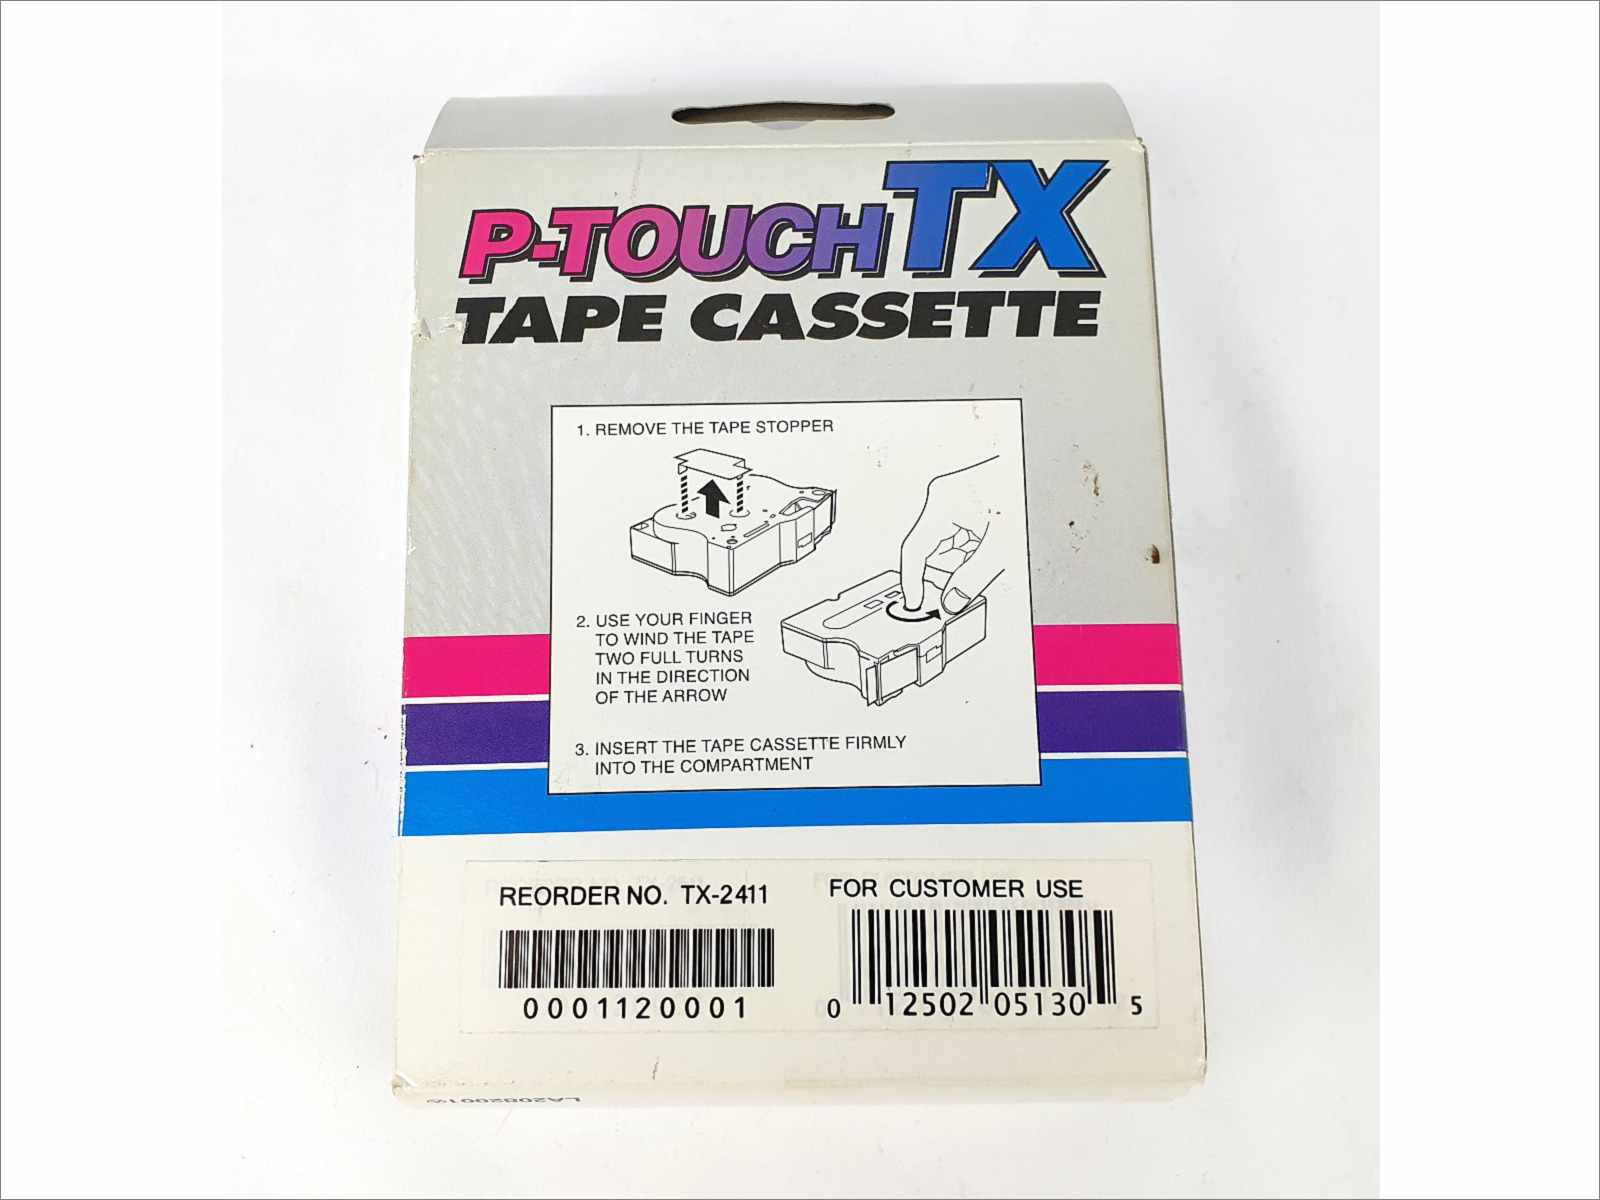 P-TOUCH TX
TAPE CASSETTE
1. REMOVE THE TAPE STOPPER
2. USE YOUR FINGER
TO WIND THE TAPE
TWO FULL TURNS
IN THE DIRECTION
OF THE ARROW
3. INSERT THE TAPE CASSETTE FIRMLY
INTO THE COMPARTMENT
REORDER NO. TX-2411
0001120001
FOR CUSTOMER USE
0 12502 05130 5